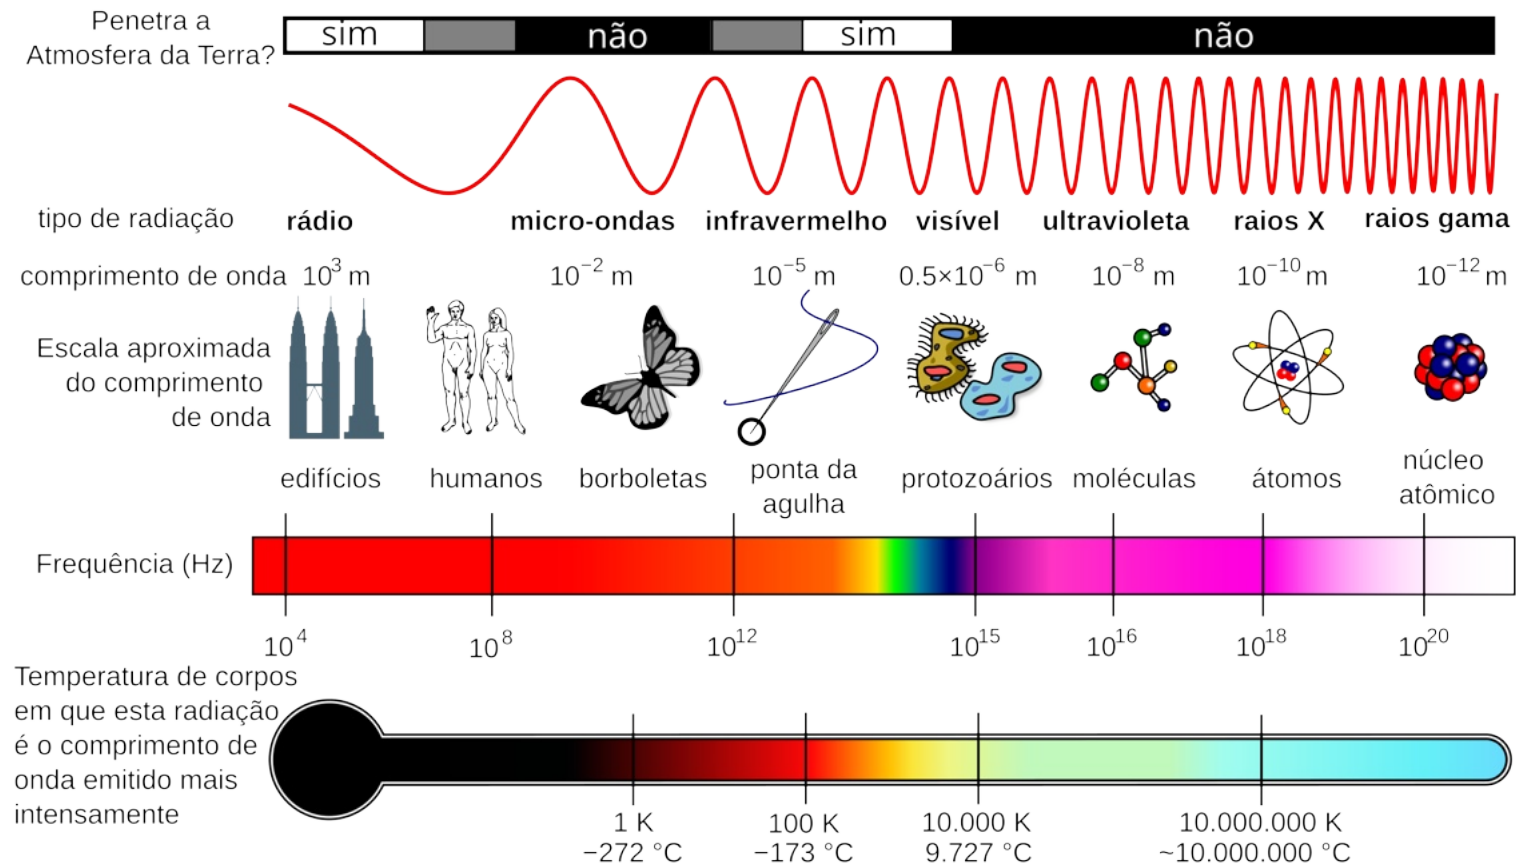 Penetra a
Atmosfera da Terra?
sim
não
sim
não
tipo de radiação
rádio
micro-ondas
infravermelho
visível
ultravioleta
raios X
raios gama
comprimento de onda
10³ m
10⁻² m
10⁻⁵ m
0.5×10⁻⁶ m
10⁻⁸ m
10⁻¹⁰ m
10⁻¹² m
Escala aproximada
do comprimento
de onda
edifícios
humanos
borboletas
ponta da
agulha
protozoários
moléculas
átomos
núcleo
atômico
Frequência (Hz)
10⁴
10⁸
10¹²
10¹⁵
10¹⁶
10¹⁸
10²⁰
Temperatura de corpos
em que esta radiação
é o comprimento de
onda emitido mais
intensamente
1 K
−272 °C
100 K
−173 °C
10.000 K
9.727 °C
10.000.000 K
~10.000.000 °C